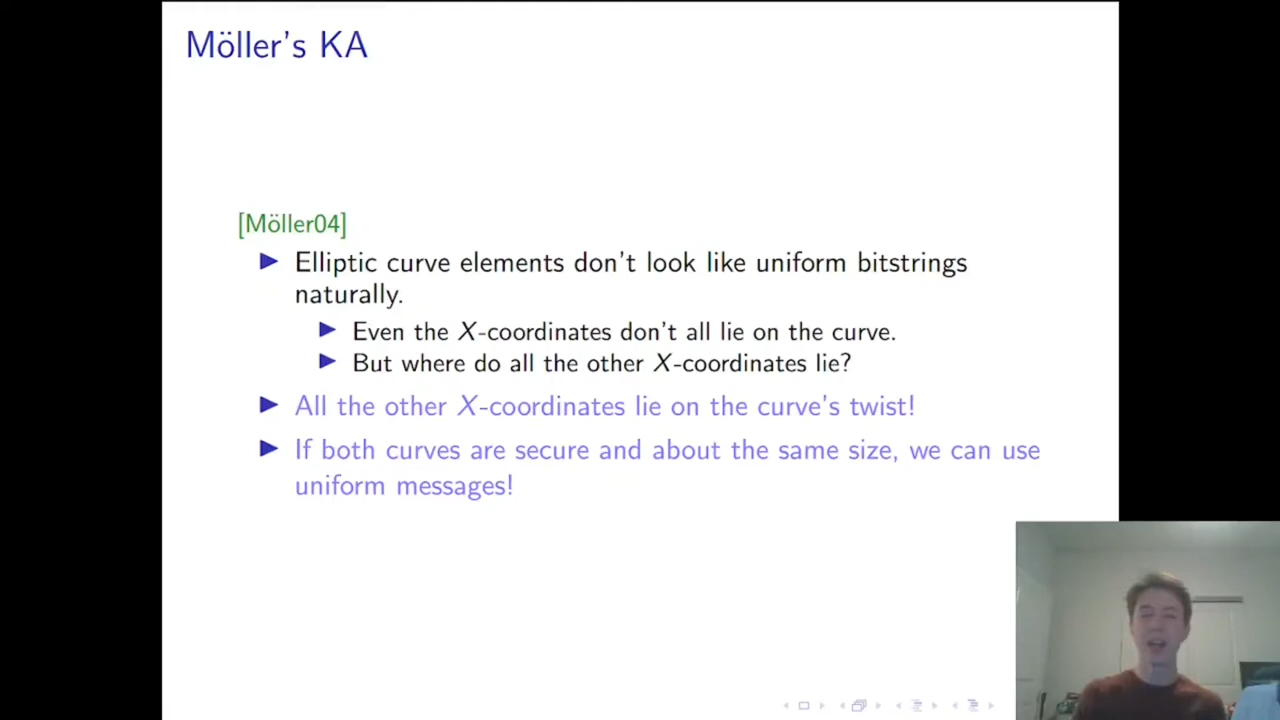 Möller's KA
[Möller04]
▶ Elliptic curve elements don't look like uniform bitstrings
naturally.
▶ Even the X-coordinates don't all lie on the curve.
▶ But where do all the other X-coordinates lie?
▶ All the other X-coordinates lie on the curve's twist!
▶ If both curves are secure and about the same size, we can use
uniform messages!